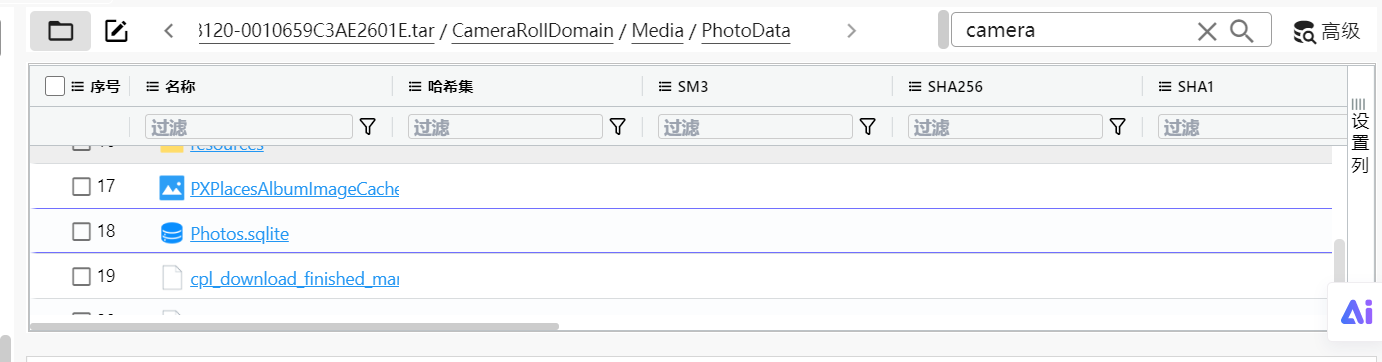 3120-0010659C3AE2601E.tar / CameraRollDomain / Media / PhotoData camera 高级
序号 名称 哈希集 SM3 SHA256 SHA1
过滤 过滤 过滤 过滤 过滤
resources
17 PXPlacesAlbumImageCache
18 Photos.sqlite
19 cpl_download_finished_mar
设置列
Ai